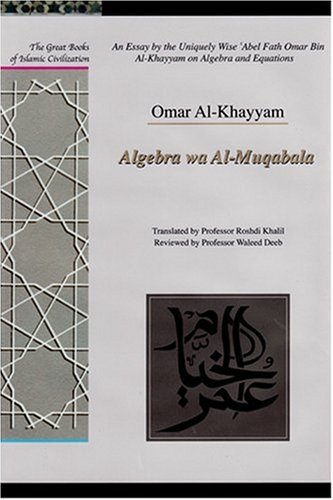 The Great Books
of Islamic Civilization
An Essay by the Uniquely Wise 'Abel Fath Omar Bin
Al-Khayyam on Algebra and Equations
Omar Al-Khayyam
Algebra wa Al-Muqabala
Translated by Professor Roshdi Khalil
Reviewed by Professor Waleed Deeb
عمر الخيام